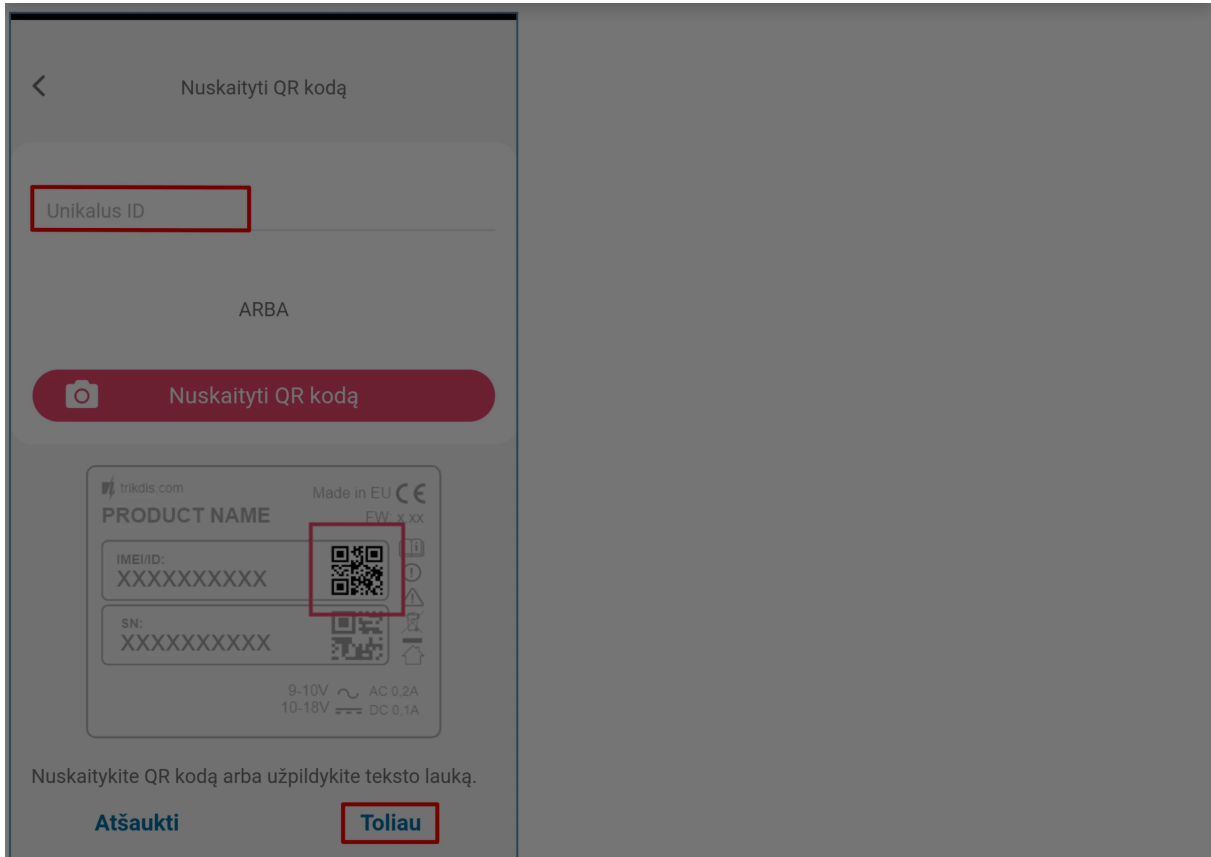 Nuskaityti QR kodą
Unikalus ID
ARBA
Nuskaityti QR kodą
trikdis.com
Made in EU CE
PRODUCT NAME
FW: x.xx
IMEI/ID:
XXXXXXXXXX
SN:
XXXXXXXXXX
9-10V AC 0,2A
10-18V DC 0,1A
Nuskaitykite QR kodą arba užpildykite teksto lauką.
Atšaukti
Toliau